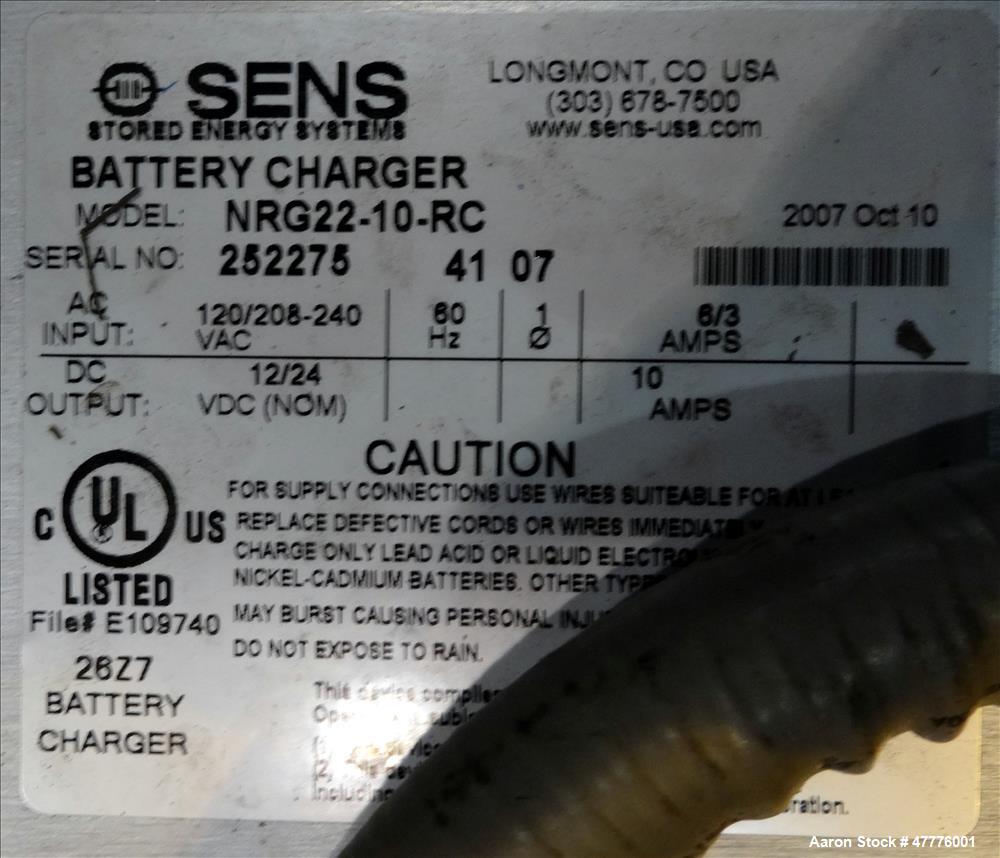 SENS
STORED ENERGY SYSTEMS
LONGMONT, CO USA
(303) 678-7500
www.sens-usa.com
BATTERY CHARGER
MODEL: NRG22-10-RC
2007 Oct 10
SERIAL NO: 252275 41 07
AC INPUT: 120/208-240 VAC 60 Hz 1 Ø 6/3 AMPS
DC OUTPUT: 12/24 VDC (NOM) 10 AMPS
CAUTION
FOR SUPPLY CONNECTIONS USE WIRES SUITEABLE FOR AT
REPLACE DEFECTIVE CORDS OR WIRES
CHARGE ONLY LEAD ACID OR LIQUID
NICKEL-CADMIUM BATTERIES. OTHER
MAY BURST CAUSING PERSONAL
DO NOT EXPOSE TO RAIN.
C UL US
LISTED
File# E109740
26Z7
BATTERY
CHARGER
This device
Aaron Stock # 47776001